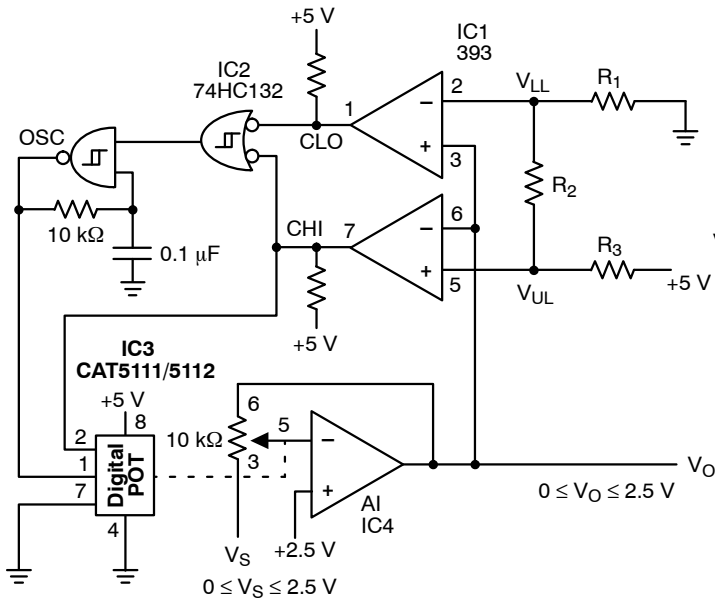 +5 V
IC1
393
IC2
74HC132
2
V_LL
R1
1
–
OSC
CLO
+
3
R2
10 kΩ
CHI
7
6
–
R3
0.1 μF
+
5
V_UL
+5 V
+5 V
IC3
CAT5111/5112
+5 V
8
6
2
10 kΩ
5
–
1
Digital
POT
3
7
+
V_O
4
AI
IC4
0 ≤ V_O ≤ 2.5 V
V_S
+2.5 V
0 ≤ V_S ≤ 2.5 V